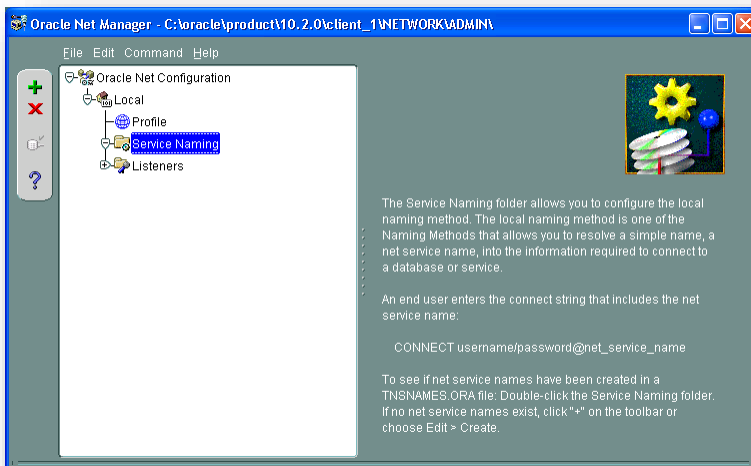 Oracle Net Manager - C:\oracle\product\10.2.0\client_1\NETWORK\ADMIN\
File Edit Command Help
Oracle Net Configuration
Local
Profile
Service Naming
Listeners
The Service Naming folder allows you to configure the local
naming method. The local naming method is one of the
Naming Methods that allows you to resolve a simple name, a
net service name, into the information required to connect to
a database or service.
An end user enters the connect string that includes the net
service name:
CONNECT username/password@net_service_name
To see if net service names have been created in a
TNSNAMES.ORA file: Double-click the Service Naming folder.
If no net service names exist, click "+" on the toolbar or
choose Edit > Create.